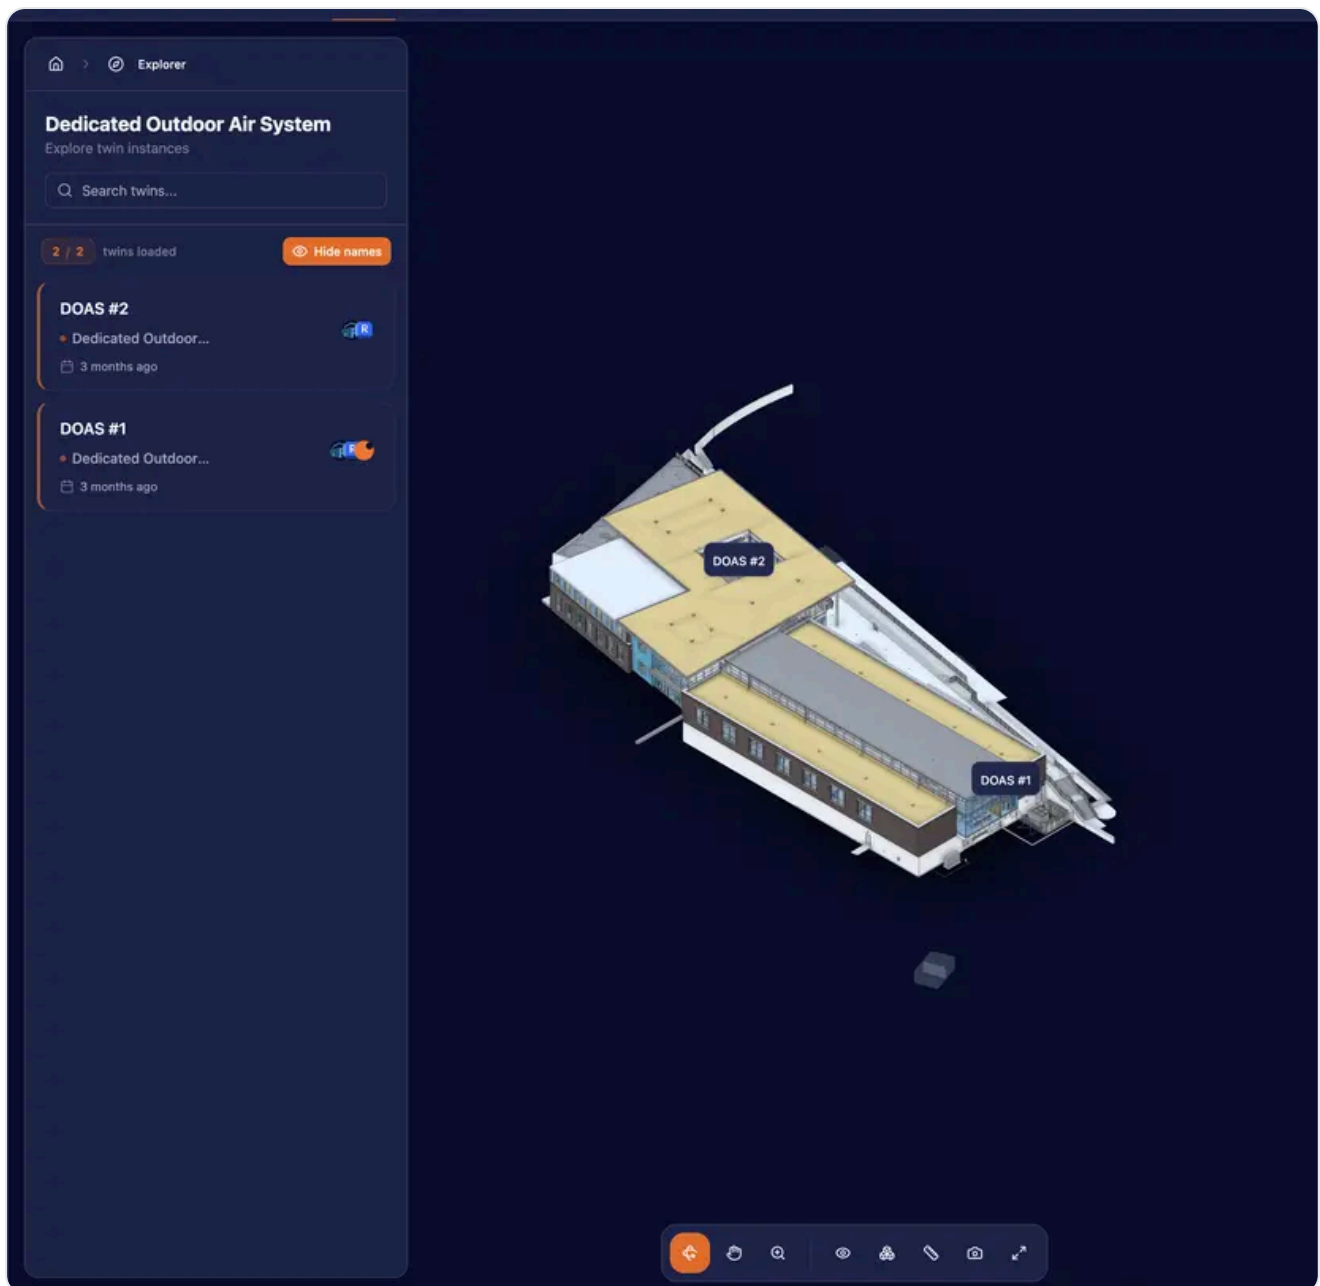 Explorer
Dedicated Outdoor Air System
Explore twin instances
Search twins...
2 / 2 twins loaded
Hide names
DOAS #2
Dedicated Outdoor...
R
3 months ago
DOAS #1
Dedicated Outdoor...
3 months ago
DOAS #2
DOAS #1